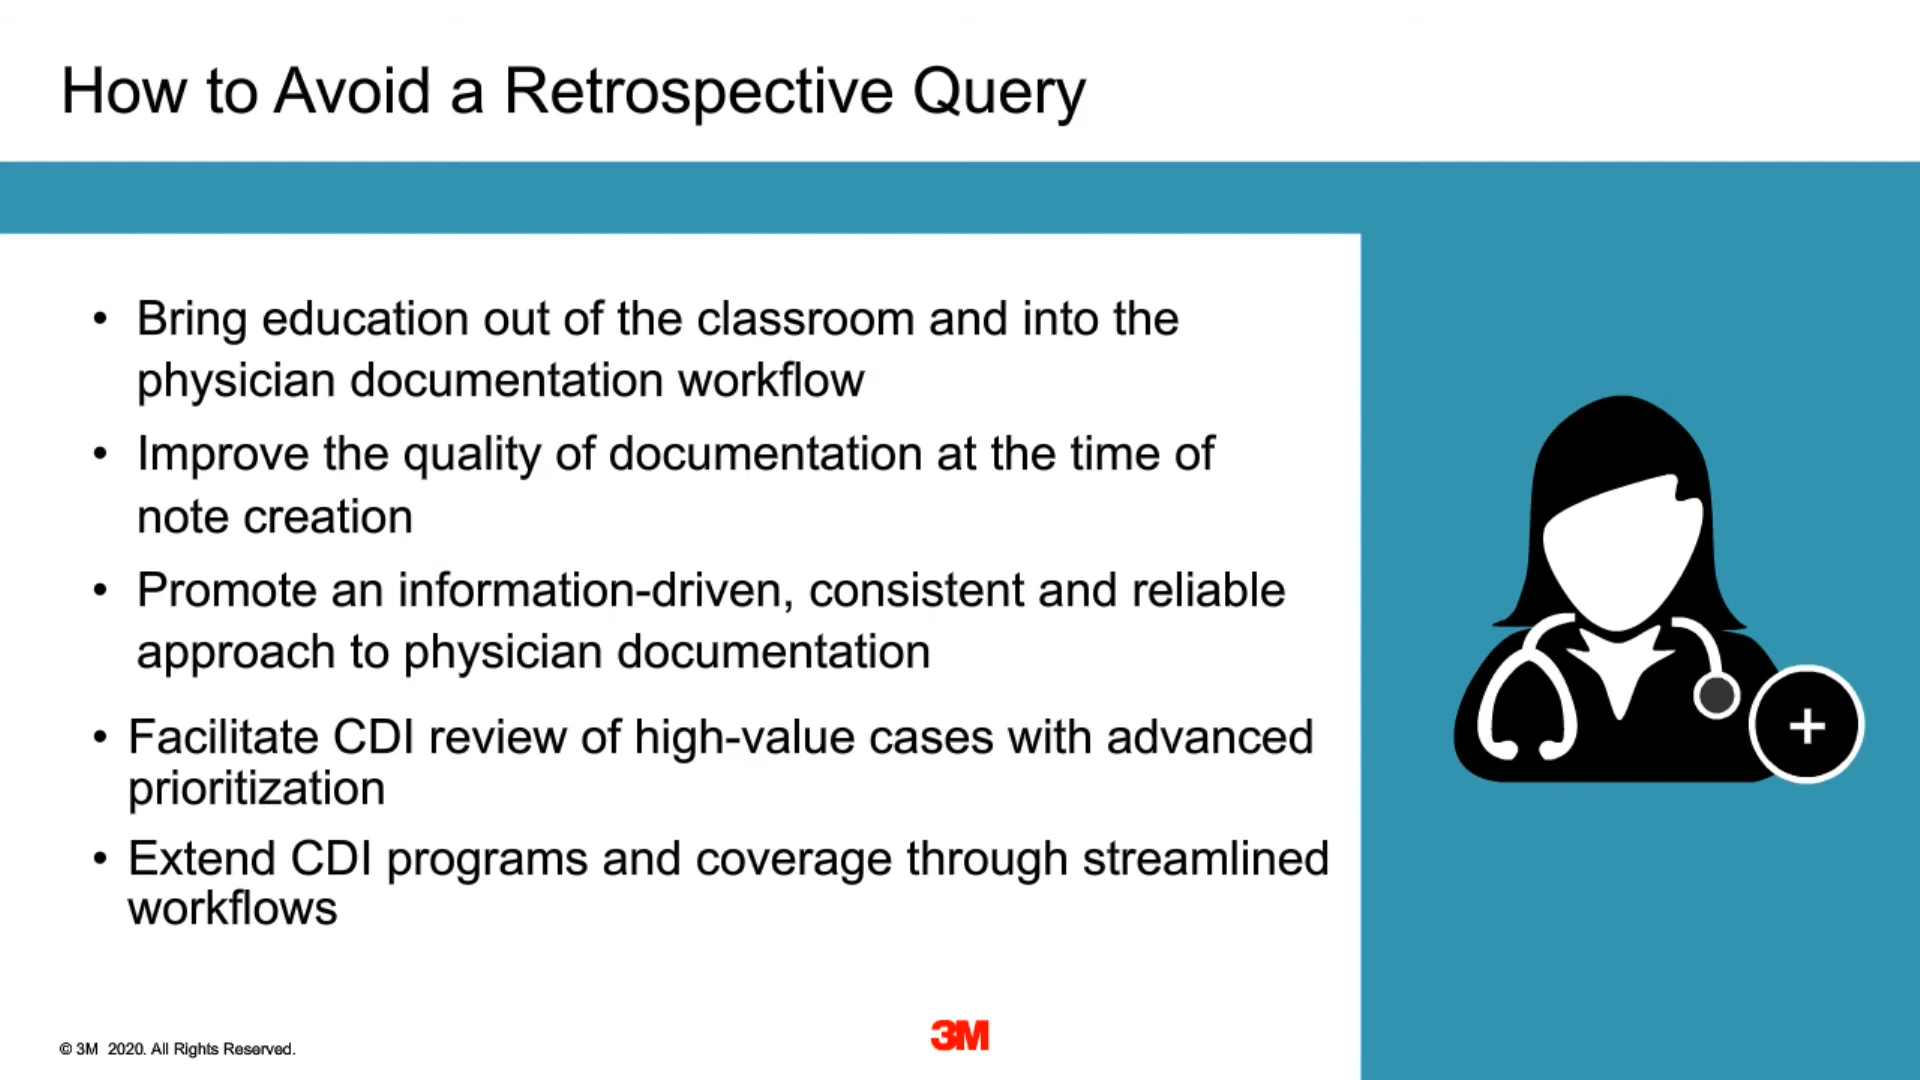 How to Avoid a Retrospective Query
• Bring education out of the classroom and into the
physician documentation workflow
• Improve the quality of documentation at the time of
note creation
• Promote an information-driven, consistent and reliable
approach to physician documentation
• Facilitate CDI review of high-value cases with advanced
prioritization
• Extend CDI programs and coverage through streamlined
workflows
© 3M 2020. All Rights Reserved.
3M